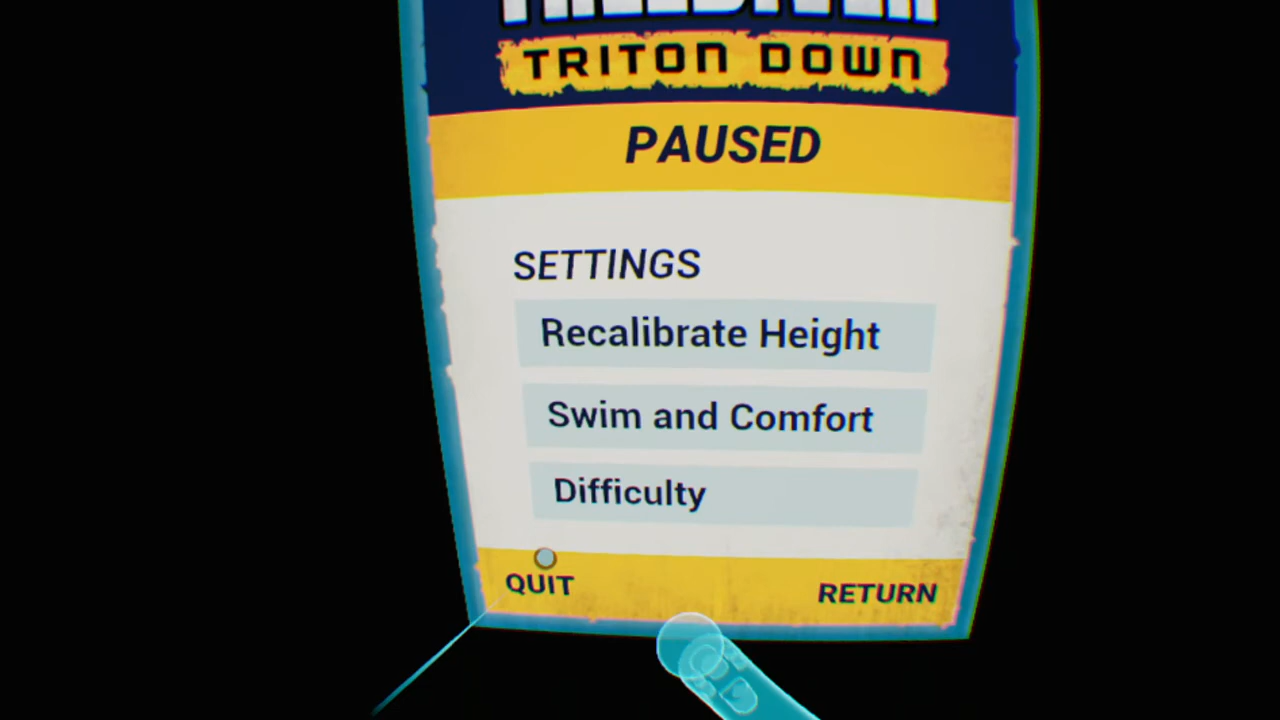 TRITON DOWN
PAUSED
SETTINGS
Recalibrate Height
Swim and Comfort
Difficulty
QUIT
RETURN